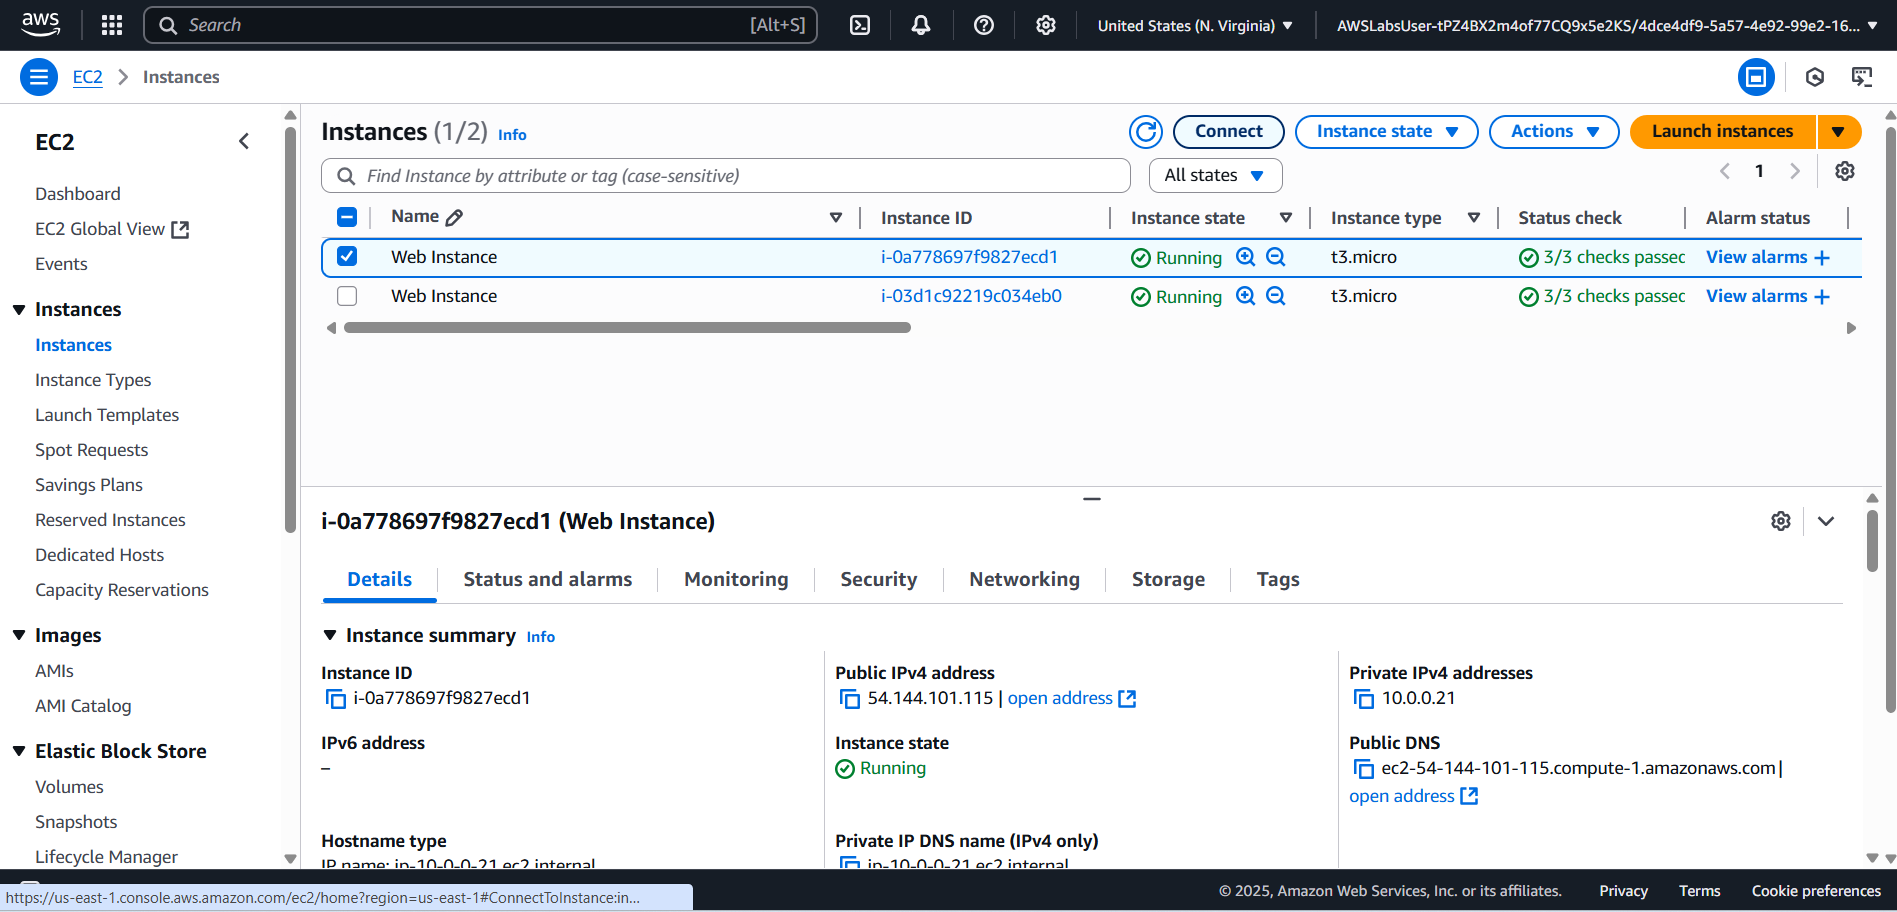 aws
Search [Alt+S]
United States (N. Virginia)
AWSLabsUser-tPZ4BX2m4of77CQ9x5e2KS/4dce4df9-5a57-4e92-99e2-16...
EC2 > Instances
EC2
Dashboard
EC2 Global View
Events
Instances
Instances
Instance Types
Launch Templates
Spot Requests
Savings Plans
Reserved Instances
Dedicated Hosts
Capacity Reservations
Images
AMIs
AMI Catalog
Elastic Block Store
Volumes
Snapshots
Lifecycle Manager
Instances (1/2) Info
Connect
Instance state
Actions
Launch instances
Find Instance by attribute or tag (case-sensitive)
All states
1
Name Instance ID Instance state Instance type Status check Alarm status
Web Instance i-0a778697f9827ecd1 Running t3.micro 3/3 checks passed View alarms +
Web Instance i-03d1c92219c034eb0 Running t3.micro 3/3 checks passed View alarms +
i-0a778697f9827ecd1 (Web Instance)
Details Status and alarms Monitoring Security Networking Storage Tags
Instance summary Info
Instance ID
i-0a778697f9827ecd1
Public IPv4 address
54.144.101.115 | open address
Private IPv4 addresses
10.0.0.21
IPv6 address
–
Instance state
Running
Public DNS
ec2-54-144-101-115.compute-1.amazonaws.com |
open address
Hostname type
IP name: ip-10-0-0-21.ec2.internal
Private IP DNS name (IPv4 only)
ip-10-0-0-21.ec2.internal
https://us-east-1.console.aws.amazon.com/ec2/home?region=us-east-1#ConnectToInstance:in...
© 2025, Amazon Web Services, Inc. or its affiliates. Privacy Terms Cookie preferences